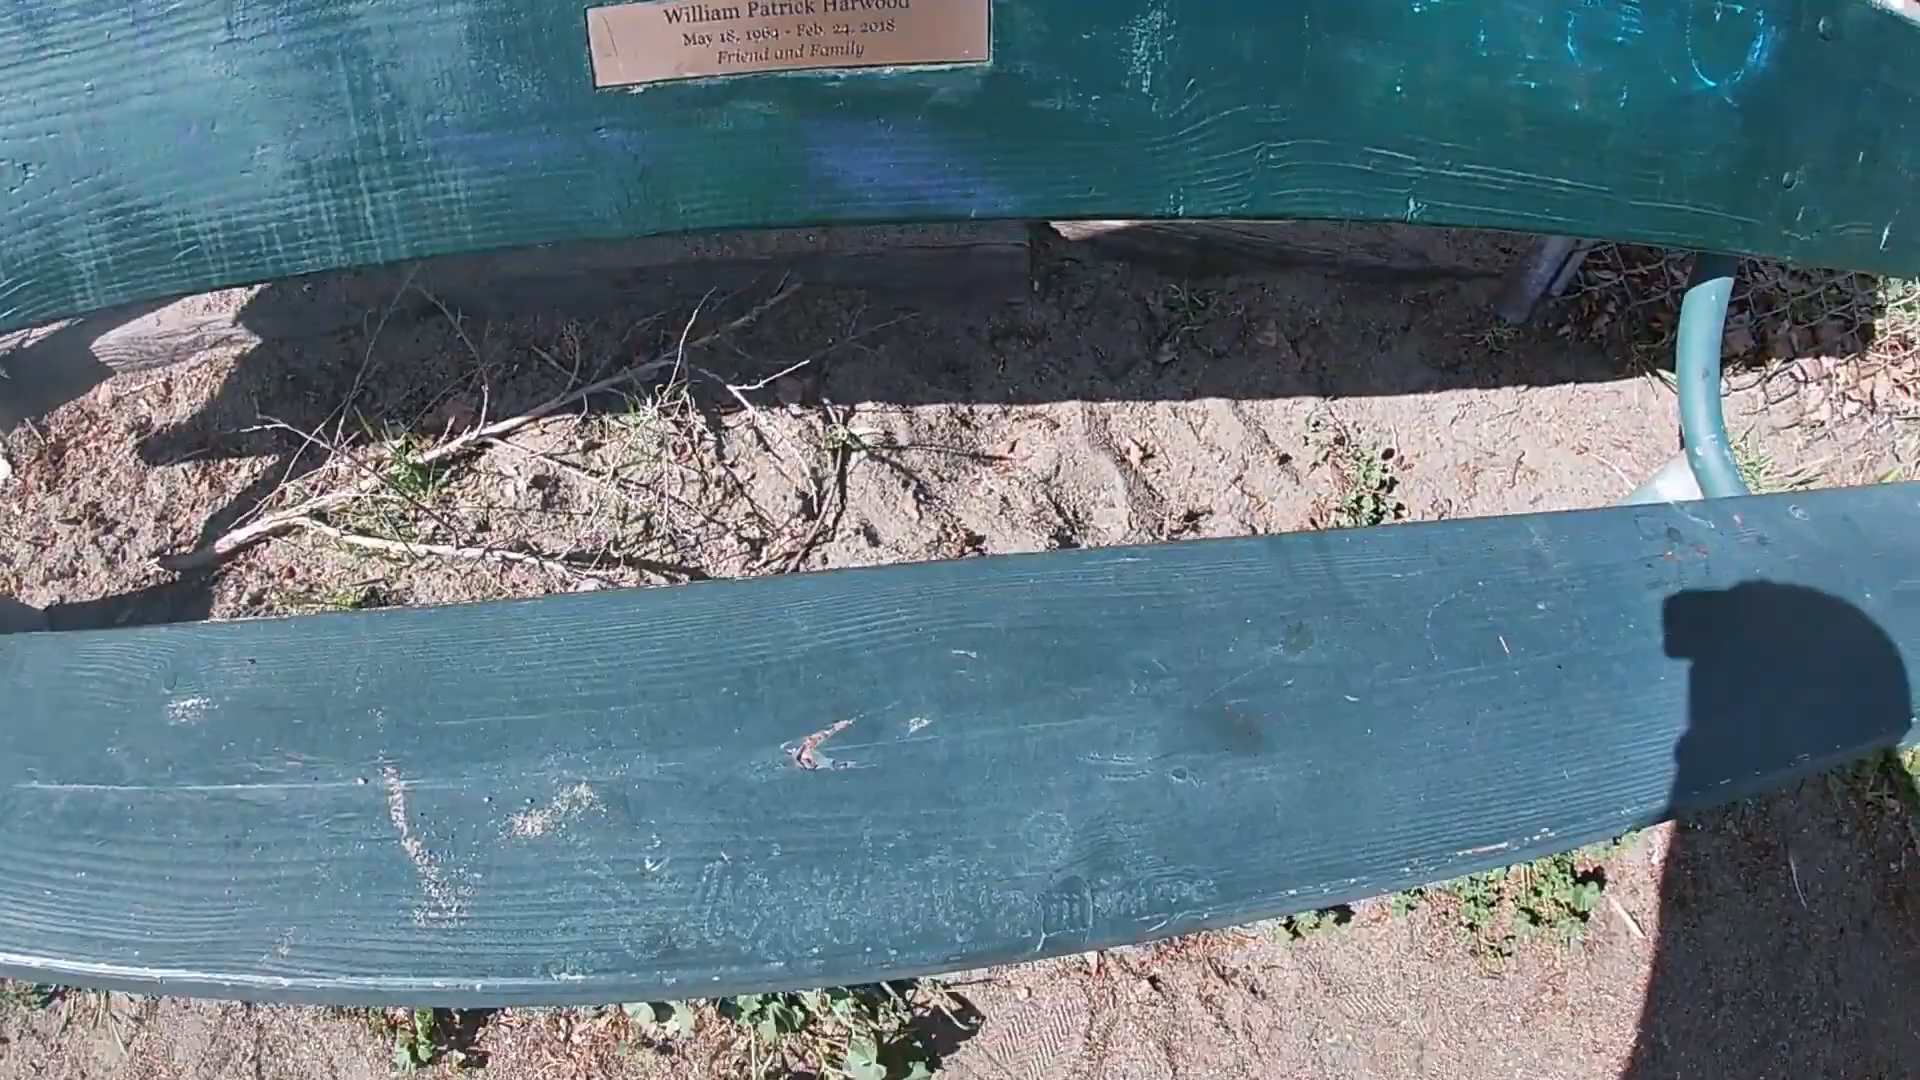 William Patrick Harwood
May 18, 1964 - Feb. 24, 2018
Friend and Family